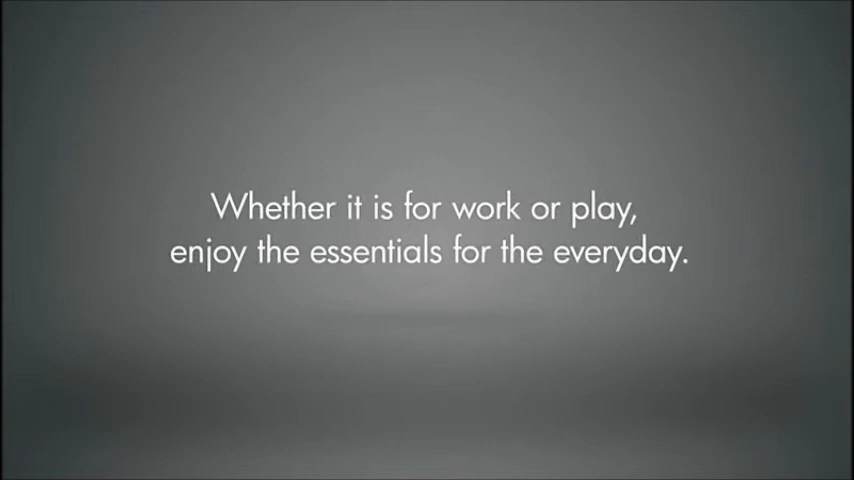 Whether it is for work or play,
enjoy the essentials for the everyday.